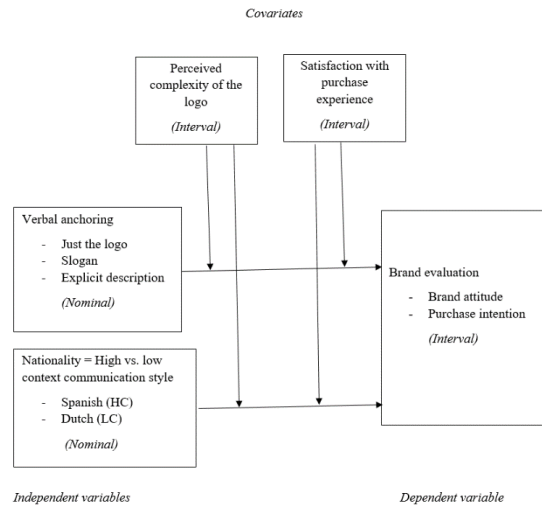 Covariates
Perceived
complexity of the
logo
(Interval)
Satisfaction with
purchase
experience
(Interval)
Verbal anchoring
- Just the logo
- Slogan
- Explicit description
(Nominal)
Brand evaluation
- Brand attitude
- Purchase intention
(Interval)
Nationality = High vs. low
context communication style
- Spanish (HC)
- Dutch (LC)
(Nominal)
Independent variables
Dependent variable